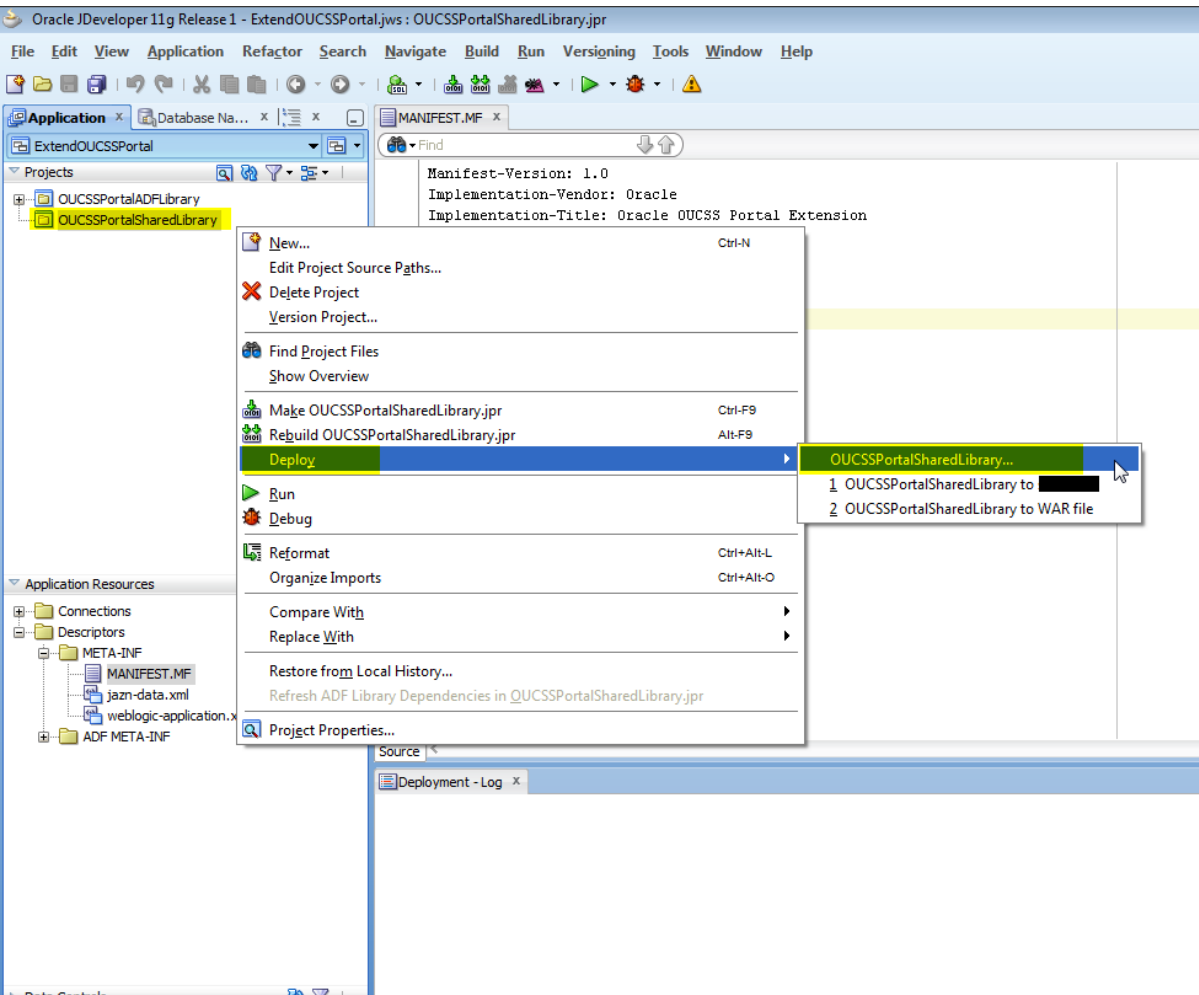 Oracle JDeveloper 11g Release 1 - ExtendOUCSSPortal.jws : OUCSSPortalSharedLibrary.jpr
File Edit View Application Refactor Search Navigate Build Run Versioning Tools Window Help
Application x Database Na... x x
MANIFEST.MF x
ExtendOUCSSPortal
Find
Projects
OUCSSPortalADFLibrary
OUCSSPortalSharedLibrary
Manifest-Version: 1.0
Implementation-Vendor: Oracle
Implementation-Title: Oracle OUCSS Portal Extension
New... Ctrl-N
Edit Project Source Paths...
Delete Project
Version Project...
Find Project Files
Show Overview
Make OUCSSPortalSharedLibrary.jpr Ctrl-F9
Rebuild OUCSSPortalSharedLibrary.jpr Alt-F9
Deploy
OUCSSPortalSharedLibrary...
1 OUCSSPortalSharedLibrary to
2 OUCSSPortalSharedLibrary to WAR file
Run
Debug
Reformat Ctrl+Alt-L
Organize Imports Ctrl+Alt-O
Compare With
Replace With
Restore from Local History...
Refresh ADF Library Dependencies in OUCSSPortalSharedLibrary.jpr
Project Properties...
Application Resources
Connections
Descriptors
META-INF
MANIFEST.MF
jazn-data.xml
weblogic-application.x
ADF META-INF
Source
Deployment - Log x
Data Controls